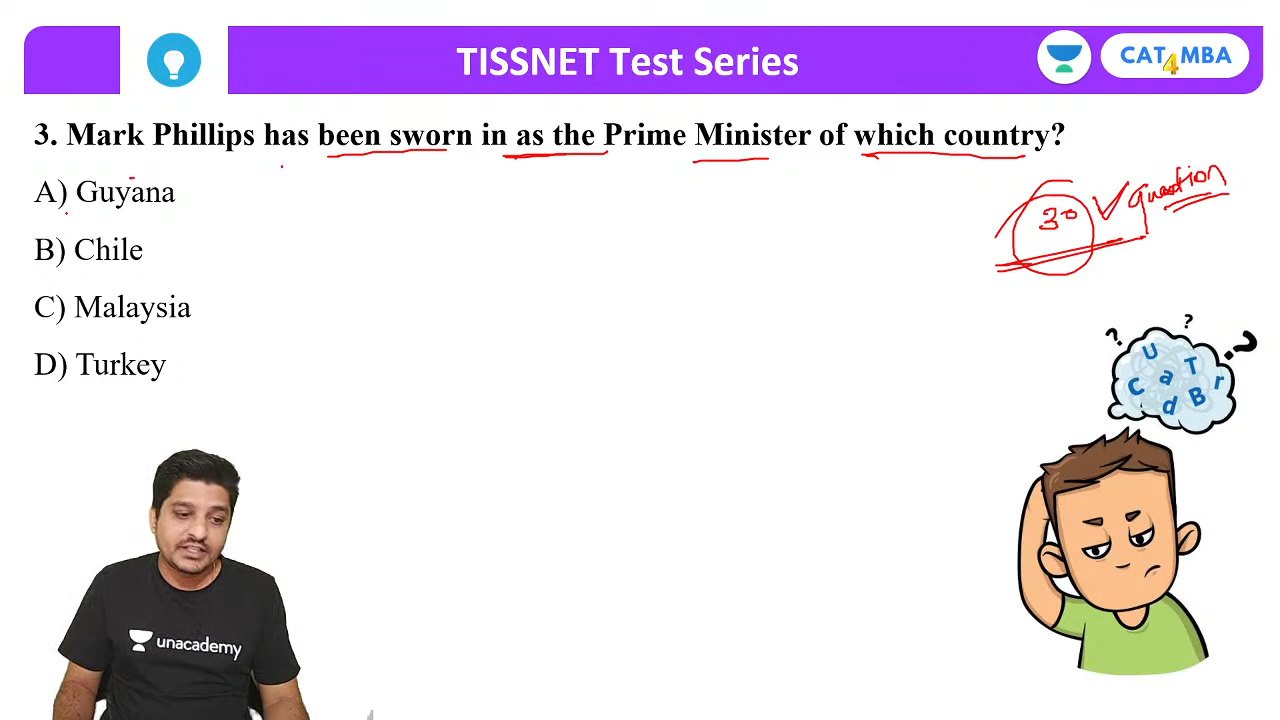 TISSNET Test Series
CAT4MBA
3. Mark Phillips has been sworn in as the Prime Minister of which country?
A) Guyana
B) Chile
C) Malaysia
D) Turkey
30 question
? ? ?
U T r
C a B
d
unacademy